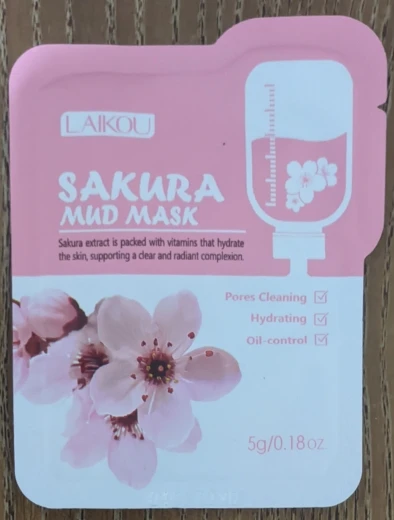 LAIKOU
SAKURA
MUD MASK
Sakura extract is packed with vitamins that hydrate
the skin, supporting a clear and radiant complexion.
Pores Cleaning
Hydrating
Oil-control
5g/0.18oz